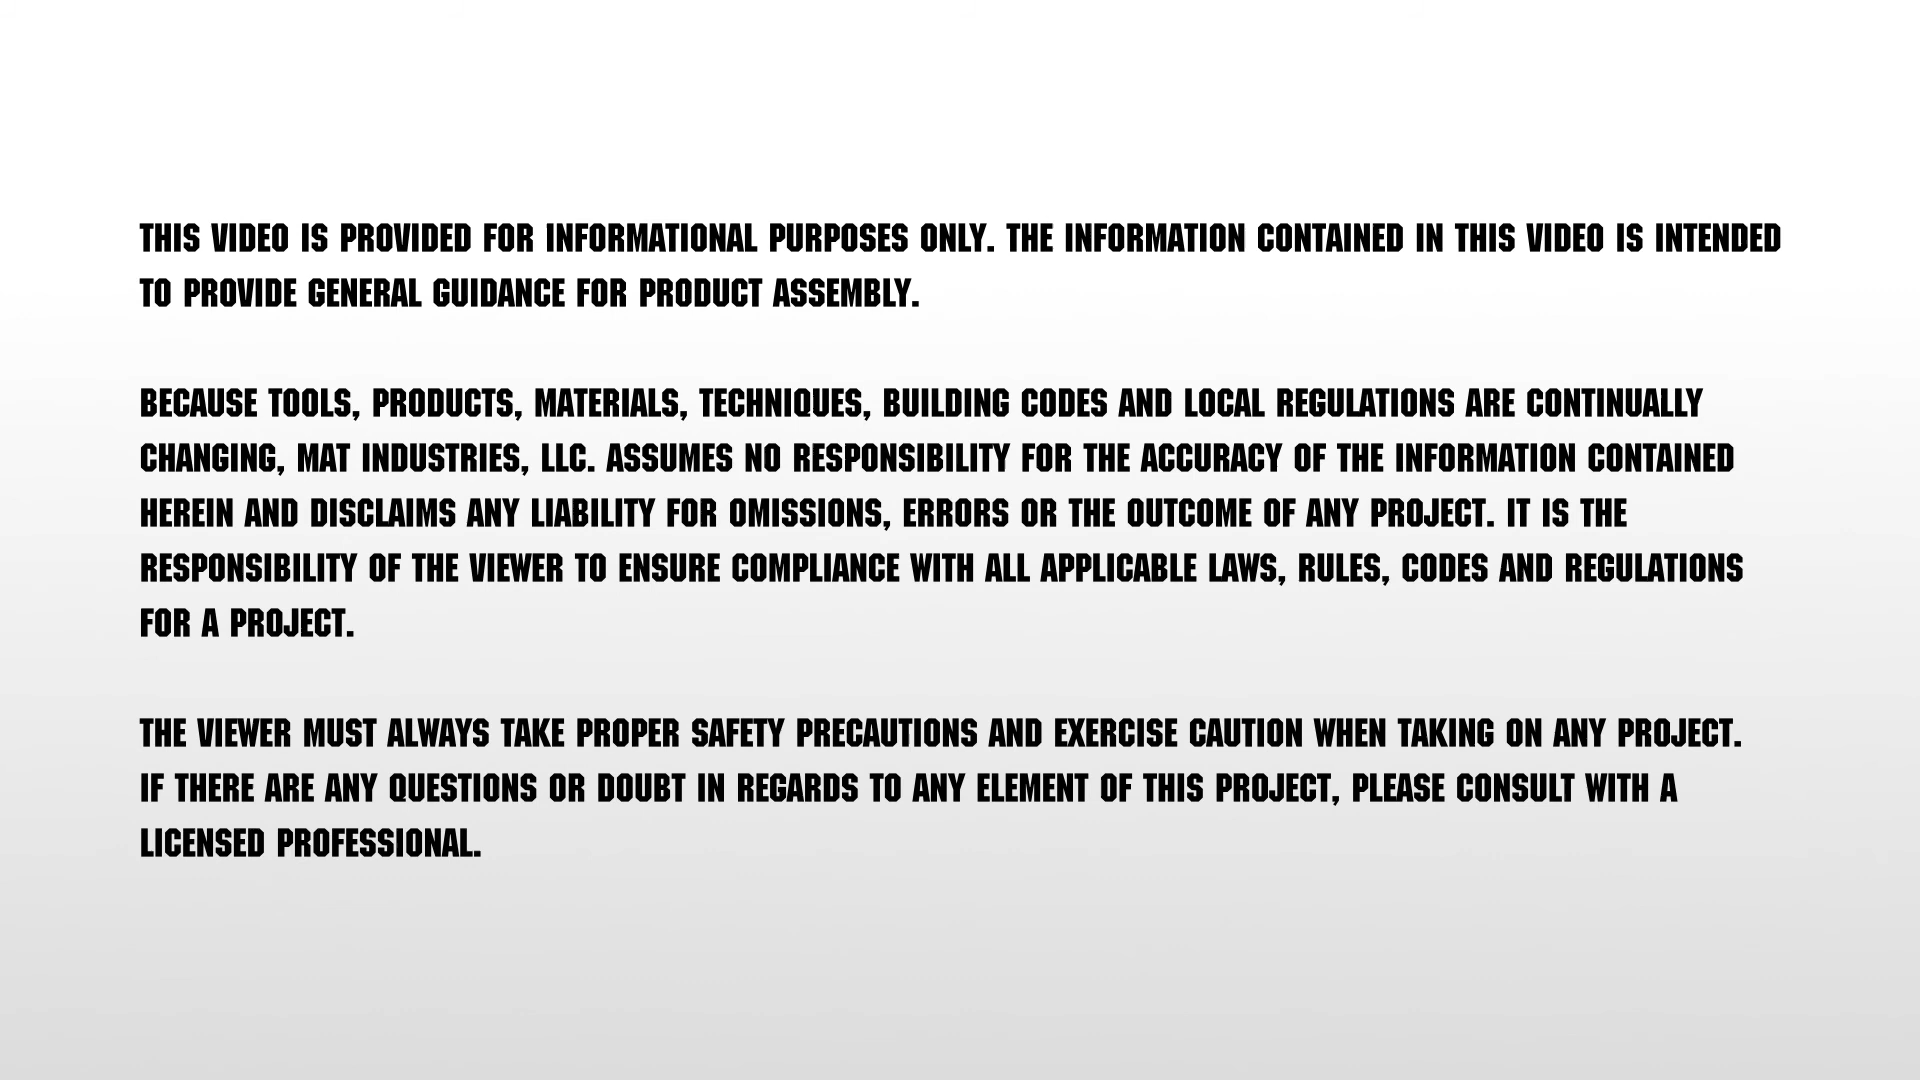 THIS VIDEO IS PROVIDED FOR INFORMATIONAL PURPOSES ONLY. THE INFORMATION CONTAINED IN THIS VIDEO IS INTENDED
TO PROVIDE GENERAL GUIDANCE FOR PRODUCT ASSEMBLY.
BECAUSE TOOLS, PRODUCTS, MATERIALS, TECHNIQUES, BUILDING CODES AND LOCAL REGULATIONS ARE CONTINUALLY
CHANGING, MAT INDUSTRIES, LLC. ASSUMES NO RESPONSIBILITY FOR THE ACCURACY OF THE INFORMATION CONTAINED
HEREIN AND DISCLAIMS ANY LIABILITY FOR OMISSIONS, ERRORS OR THE OUTCOME OF ANY PROJECT. IT IS THE
RESPONSIBILITY OF THE VIEWER TO ENSURE COMPLIANCE WITH ALL APPLICABLE LAWS, RULES, CODES AND REGULATIONS
FOR A PROJECT.
THE VIEWER MUST ALWAYS TAKE PROPER SAFETY PRECAUTIONS AND EXERCISE CAUTION WHEN TAKING ON ANY PROJECT.
IF THERE ARE ANY QUESTIONS OR DOUBT IN REGARDS TO ANY ELEMENT OF THIS PROJECT, PLEASE CONSULT WITH A
LICENSED PROFESSIONAL.